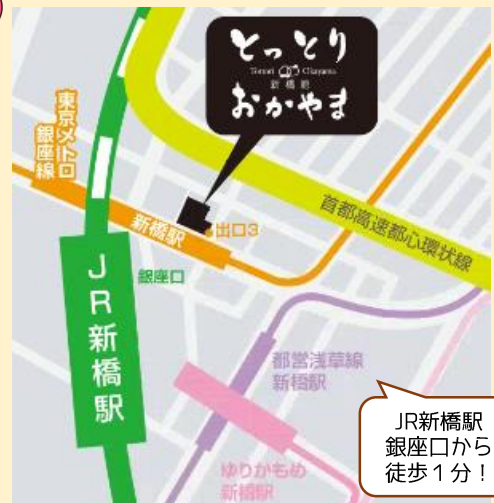 とっとり
Tottori Okayama
新橋館
おかやま
東京メトロ
銀座線
首都高速都心環状線
新橋駅
出口3
銀座口
JR新橋駅
都営浅草線
新橋駅
ゆりかもめ
新橋駅
JR新橋駅
銀座口から
徒歩1分！